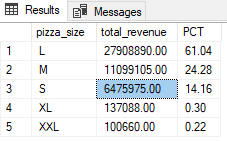 Results Messages
pizza_size total_revenue PCT
1 L 27908890.00 61.04
2 M 11099105.00 24.28
3 S 6475975.00 14.16
4 XL 137088.00 0.30
5 XXL 100660.00 0.22